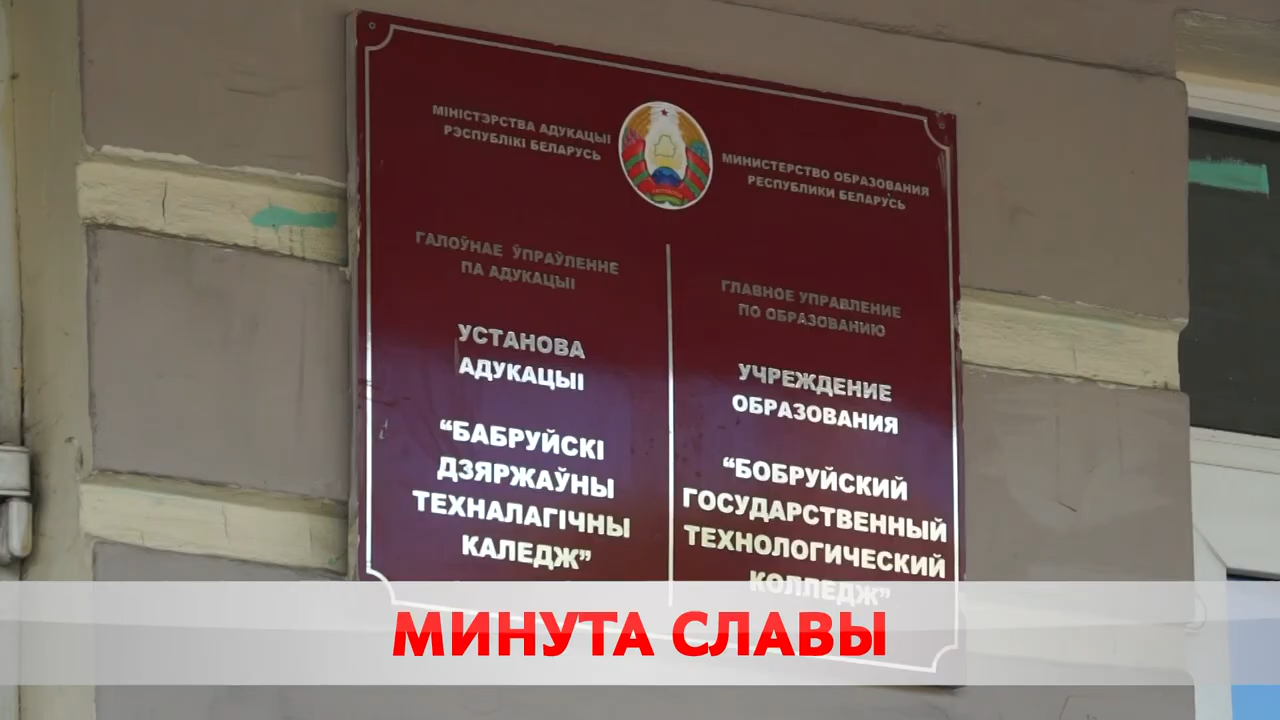 МІНІСТЭРСТВА АДУКАЦЫІ
РЭСПУБЛІКІ БЕЛАРУСЬ
ГАЛОЎНАЕ ЎПРАЎЛЕННЕ
ПА АДУКАЦЫІ
УСТАНОВА
АДУКАЦЫІ
“БАБРУЙСКІ
ДЗЯРЖАЎНЫ
ТЭХНАЛАГІЧНЫ
КАЛЕДЖ”
МИНИСТЕРСТВО ОБРАЗОВАНИЯ
РЕСПУБЛИКИ БЕЛАРУСЬ
ГЛАВНОЕ УПРАВЛЕНИЕ
ПО ОБРАЗОВАНИЮ
УЧРЕЖДЕНИЕ
ОБРАЗОВАНИЯ
“БОБРУЙСКИЙ
ГОСУДАРСТВЕННЫЙ
ТЕХНОЛОГИЧЕСКИЙ
КОЛЛЕДЖ”
МИНУТА СЛАВЫ